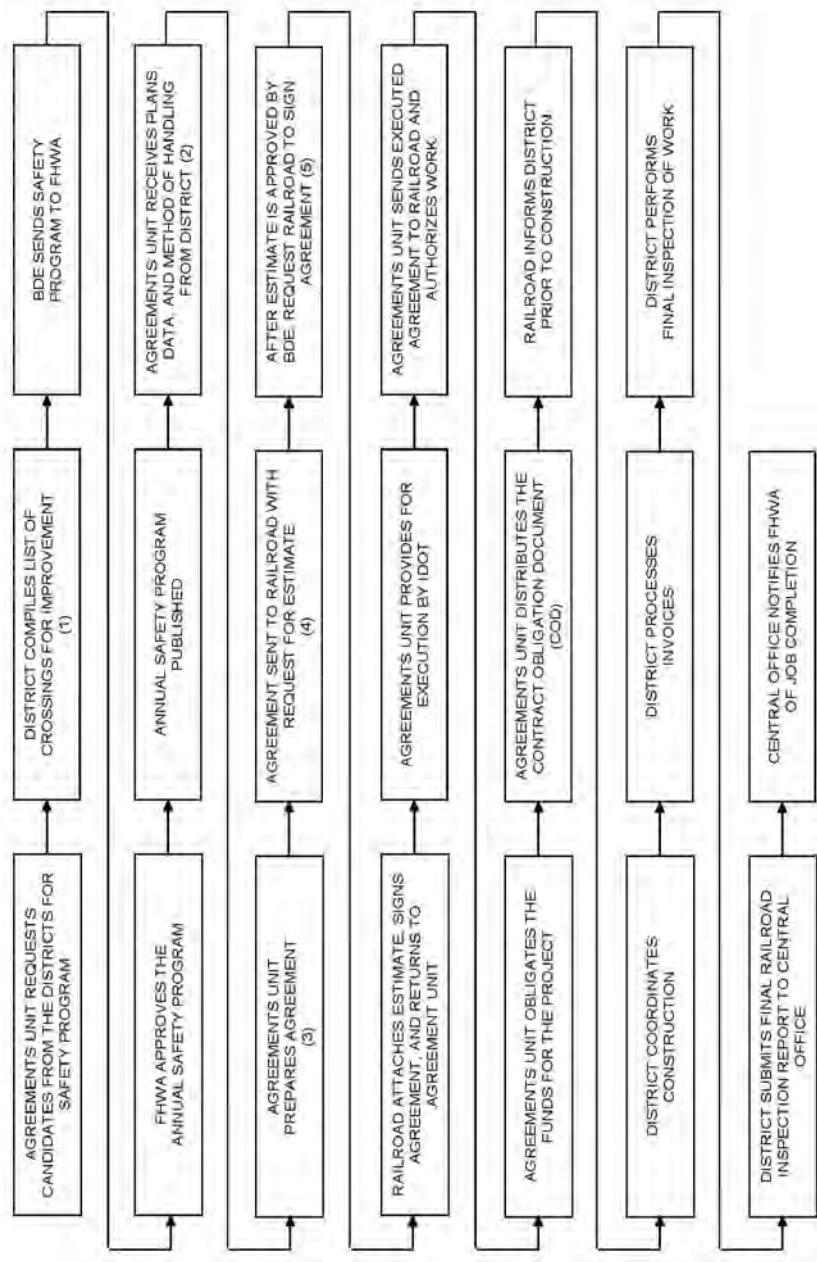 AGREEMENTS UNIT REQUESTS
CANDIDATES FROM THE DISTRICTS FOR
SAFETY PROGRAM
DISTRICT COMPILES LIST OF
CROSSINGS FOR IMPROVEMENT
(1)
BDE SENDS SAFETY
PROGRAM TO FHWA.
FHWA APPROVES THE
ANNUAL SAFETY PROGRAM
ANNUAL SAFETY PROGRAM
PUBLISHED
AGREEMENTS UNIT RECEIVES PLANS
DATA, AND METHOD OF HANDLING
FROM DISTRICT (2)
AGREEMENTS UNIT
PREPARES AGREEMENT
(3)
AGREEMENT SENT TO RAILROAD WITH
REQUEST FOR ESTIMATE
(4)
AFTER ESTIMATE IS APPROVED BY
BDE, REQUEST RAILROAD TO SIGN
AGREEMENT (5)
RAILROAD ATTACHES ESTIMATE, SIGNS
AGREEMENT, AND RETURNS TO
AGREEMENT UNIT
AGREEMENTS UNIT PROVIDES FOR
EXECUTION BY IDOT
AGREEMENTS UNIT SENDS EXECUTED
AGREEMENT TO RAILROAD AND
AUTHORIZES WORK
AGREEMENTS UNIT OBLIGATES THE
FUNDS FOR THE PROJECT
AGREEMENTS UNIT DISTRIBUTES THE
CONTRACT OBLIGATION DOCUMENT
(COD)
RAILROAD INFORMS DISTRICT
PRIOR TO CONSTRUCTION
DISTRICT COORDINATES
CONSTRUCTION
DISTRICT PROCESSES
INVOICES
DISTRICT PERFORMS
FINAL INSPECTION OF WORK
DISTRICT SUBMITS FINAL RAILROAD
INSPECTION REPORT TO CENTRAL
OFFICE
CENTRAL OFFICE NOTIFIES FHWA
OF JOB COMPLETION